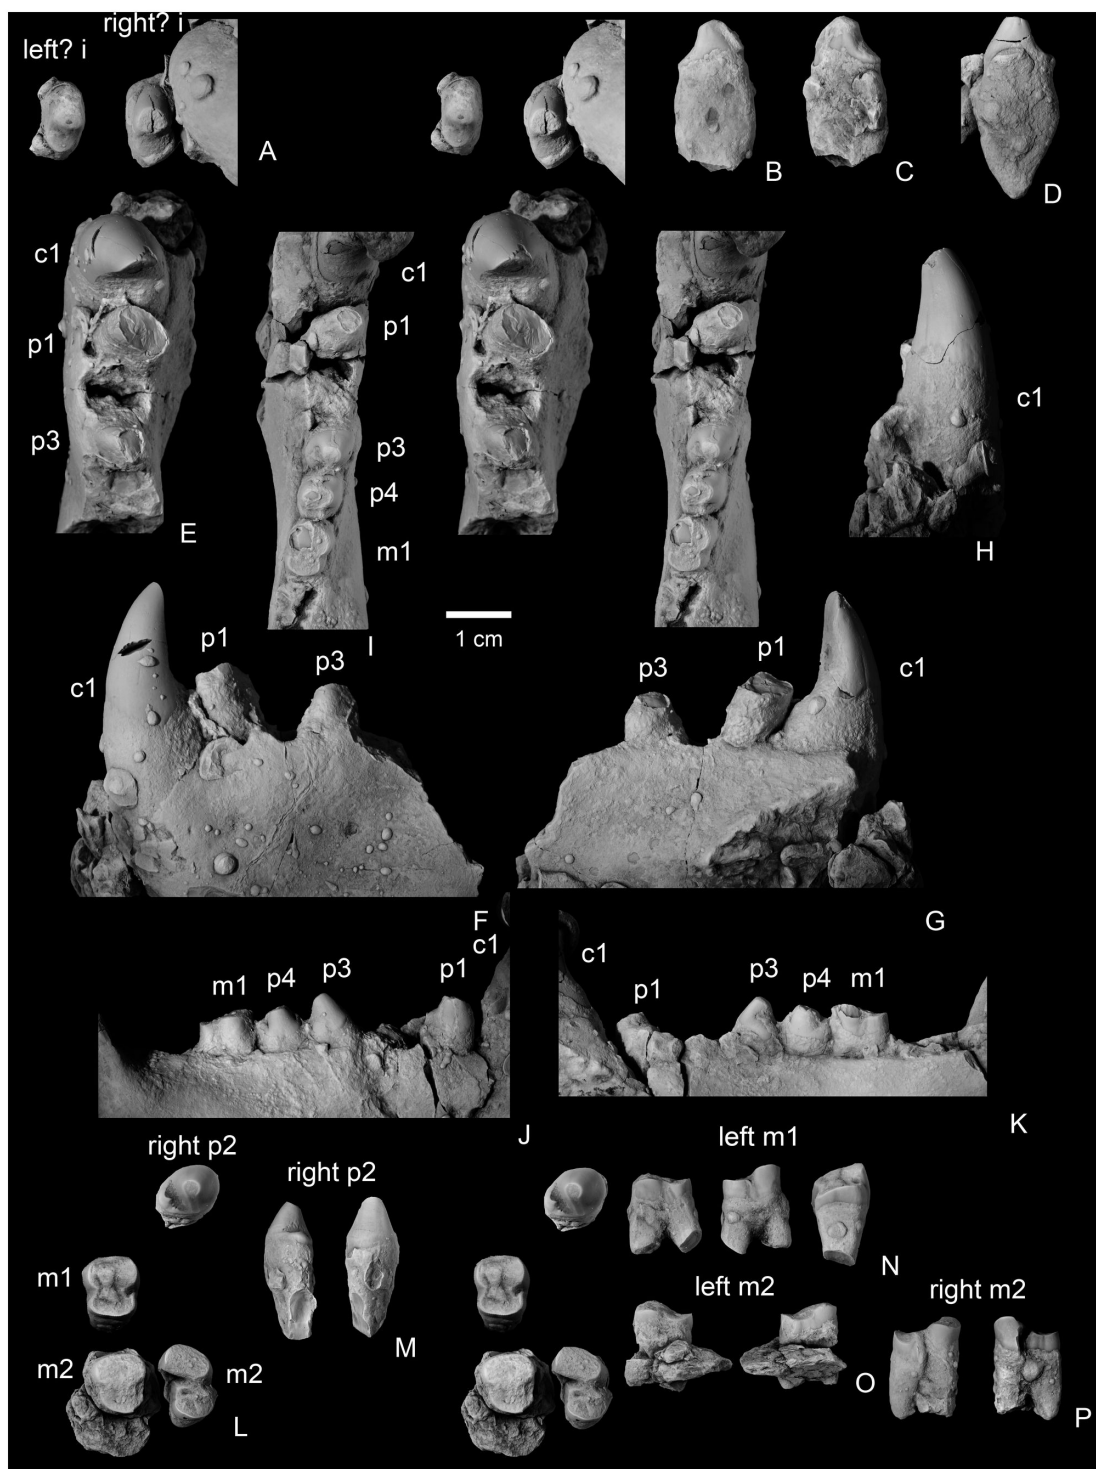 right? i
left? i
A
B
C
D
c1
c1
p1
p1
c1
p3
p3
p4
E
m1
H
1 cm
I
p1
p3
c1
p3
p1
c1
F
G
c1
c1
p1
p3
p4
m1
m1
p4
p3
p1
J
K
right p2
left m1
right p2
N
m1
left m2
right m2
M
m2
m2
O
L
P